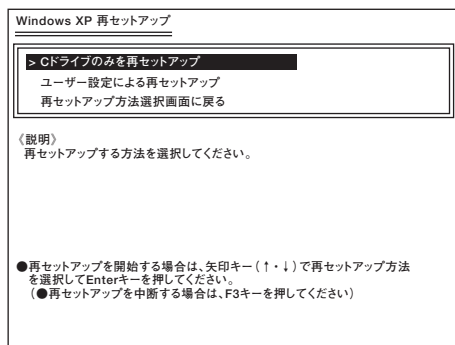 Windows XP 再セットアップ
> Cドライブのみを再セットアップ
ユーザー設定による再セットアップ
再セットアップ方法選択画面に戻る
《説明》
再セットアップする方法を選択してください。
●再セットアップを開始する場合は、矢印キー(↑・↓)で再セットアップ方法
を選択してEnterキーを押してください。
(●再セットアップを中断する場合は、F3キーを押してください)